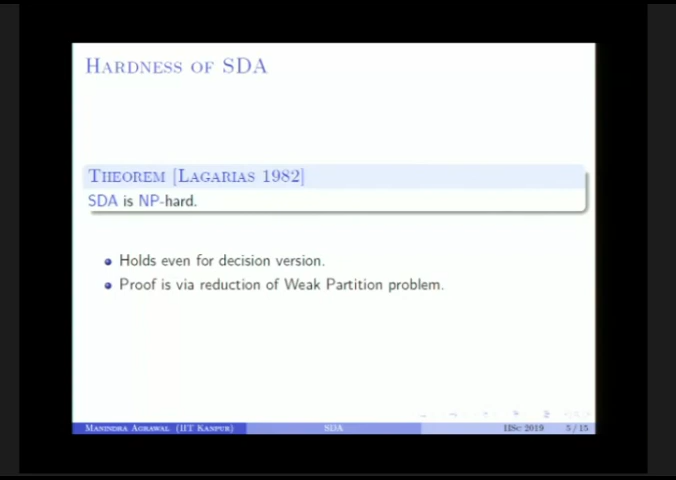 HARDNESS OF SDA
THEOREM [LAGARIAS 1982]
SDA is NP-hard.
Holds even for decision version.
Proof is via reduction of Weak Partition problem.
MANINDRA AGRAWAL (IIT KANPUR) SDA IISC 2019 5 / 15